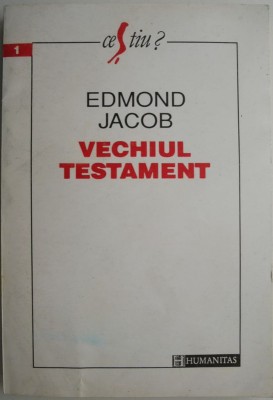 1
ce Știu?
EDMOND
JACOB
VECHIUL
TESTAMENT
HUMANITAS